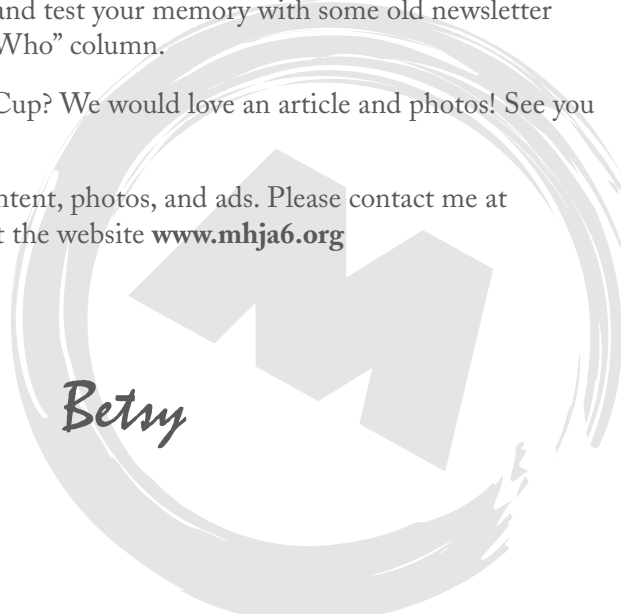 and test your memory with some old newsletter
Who” column.
Cup? We would love an article and photos! See you
ntent, photos, and ads. Please contact me at
t the website www.mhja6.org
Betsy